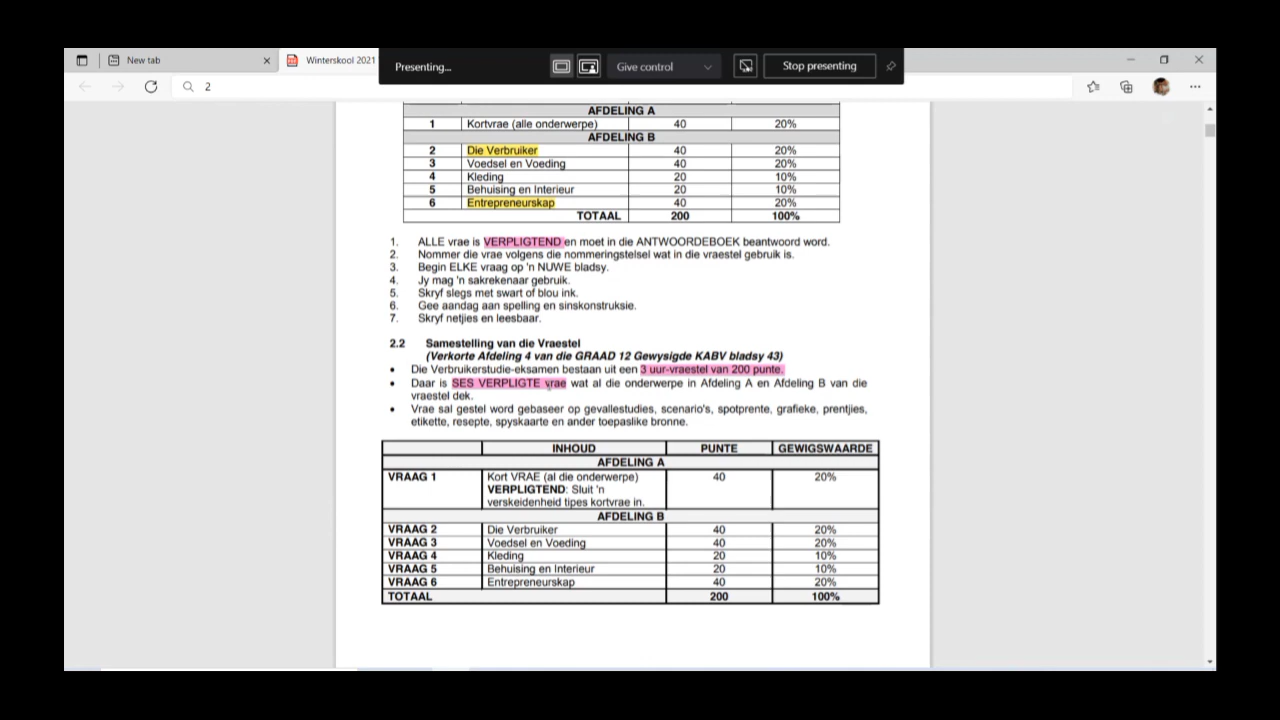 New tab
Winterskool 2021
Presenting...
Give control
Stop presenting
2
AFDELING A
1 Kortvrae (alle onderwerpe) 40 20%
AFDELING B
2 Die Verbruiker 40 20%
3 Voedsel en Voeding 40 20%
4 Kleding 20 10%
5 Behuising en Interieur 20 10%
6 Entrepreneurskap 40 20%
TOTAAL 200 100%
1. ALLE vrae is VERPLIGTEND en moet in die ANTWOORDEBOEK beantwoord word.
2. Nommer die vrae volgens die nommeringstelsel wat in die vraestel gebruik is.
3. Begin ELKE vraag op 'n NUWE bladsy.
4. Jy mag 'n sakrekenaar gebruik.
5. Skryf slegs met swart of blou ink.
6. Gee aandag aan spelling en sinskonstruksie.
7. Skryf netjies en leesbaar.
2.2 Samestelling van die Vraestel
(Verkorte Afdeling 4 van die GRAAD 12 Gewysigde KABV bladsy 43)
• Die Verbruikerstudie-eksamen bestaan uit een 3 uur-vraestel van 200 punte.
• Daar is SES VERPLIGTE vrae wat al die onderwerpe in Afdeling A en Afdeling B van die
vraestel dek.
• Vrae sal gestel word gebaseer op gevallestudies, scenario's, spotprente, grafieke, prentjies,
etikette, resepte, spyskaarte en ander toepaslike bronne.
INHOUD PUNTE GEWIGSWAARDE
AFDELING A
VRAAG 1 Kort VRAE (al die onderwerpe) 40 20%
VERPLIGTEND: Sluit 'n
verskeidenheid tipes kortvrae in.
AFDELING B
VRAAG 2 Die Verbruiker 40 20%
VRAAG 3 Voedsel en Voeding 40 20%
VRAAG 4 Kleding 20 10%
VRAAG 5 Behuising en Interieur 20 10%
VRAAG 6 Entrepreneurskap 40 20%
TOTAAL 200 100%